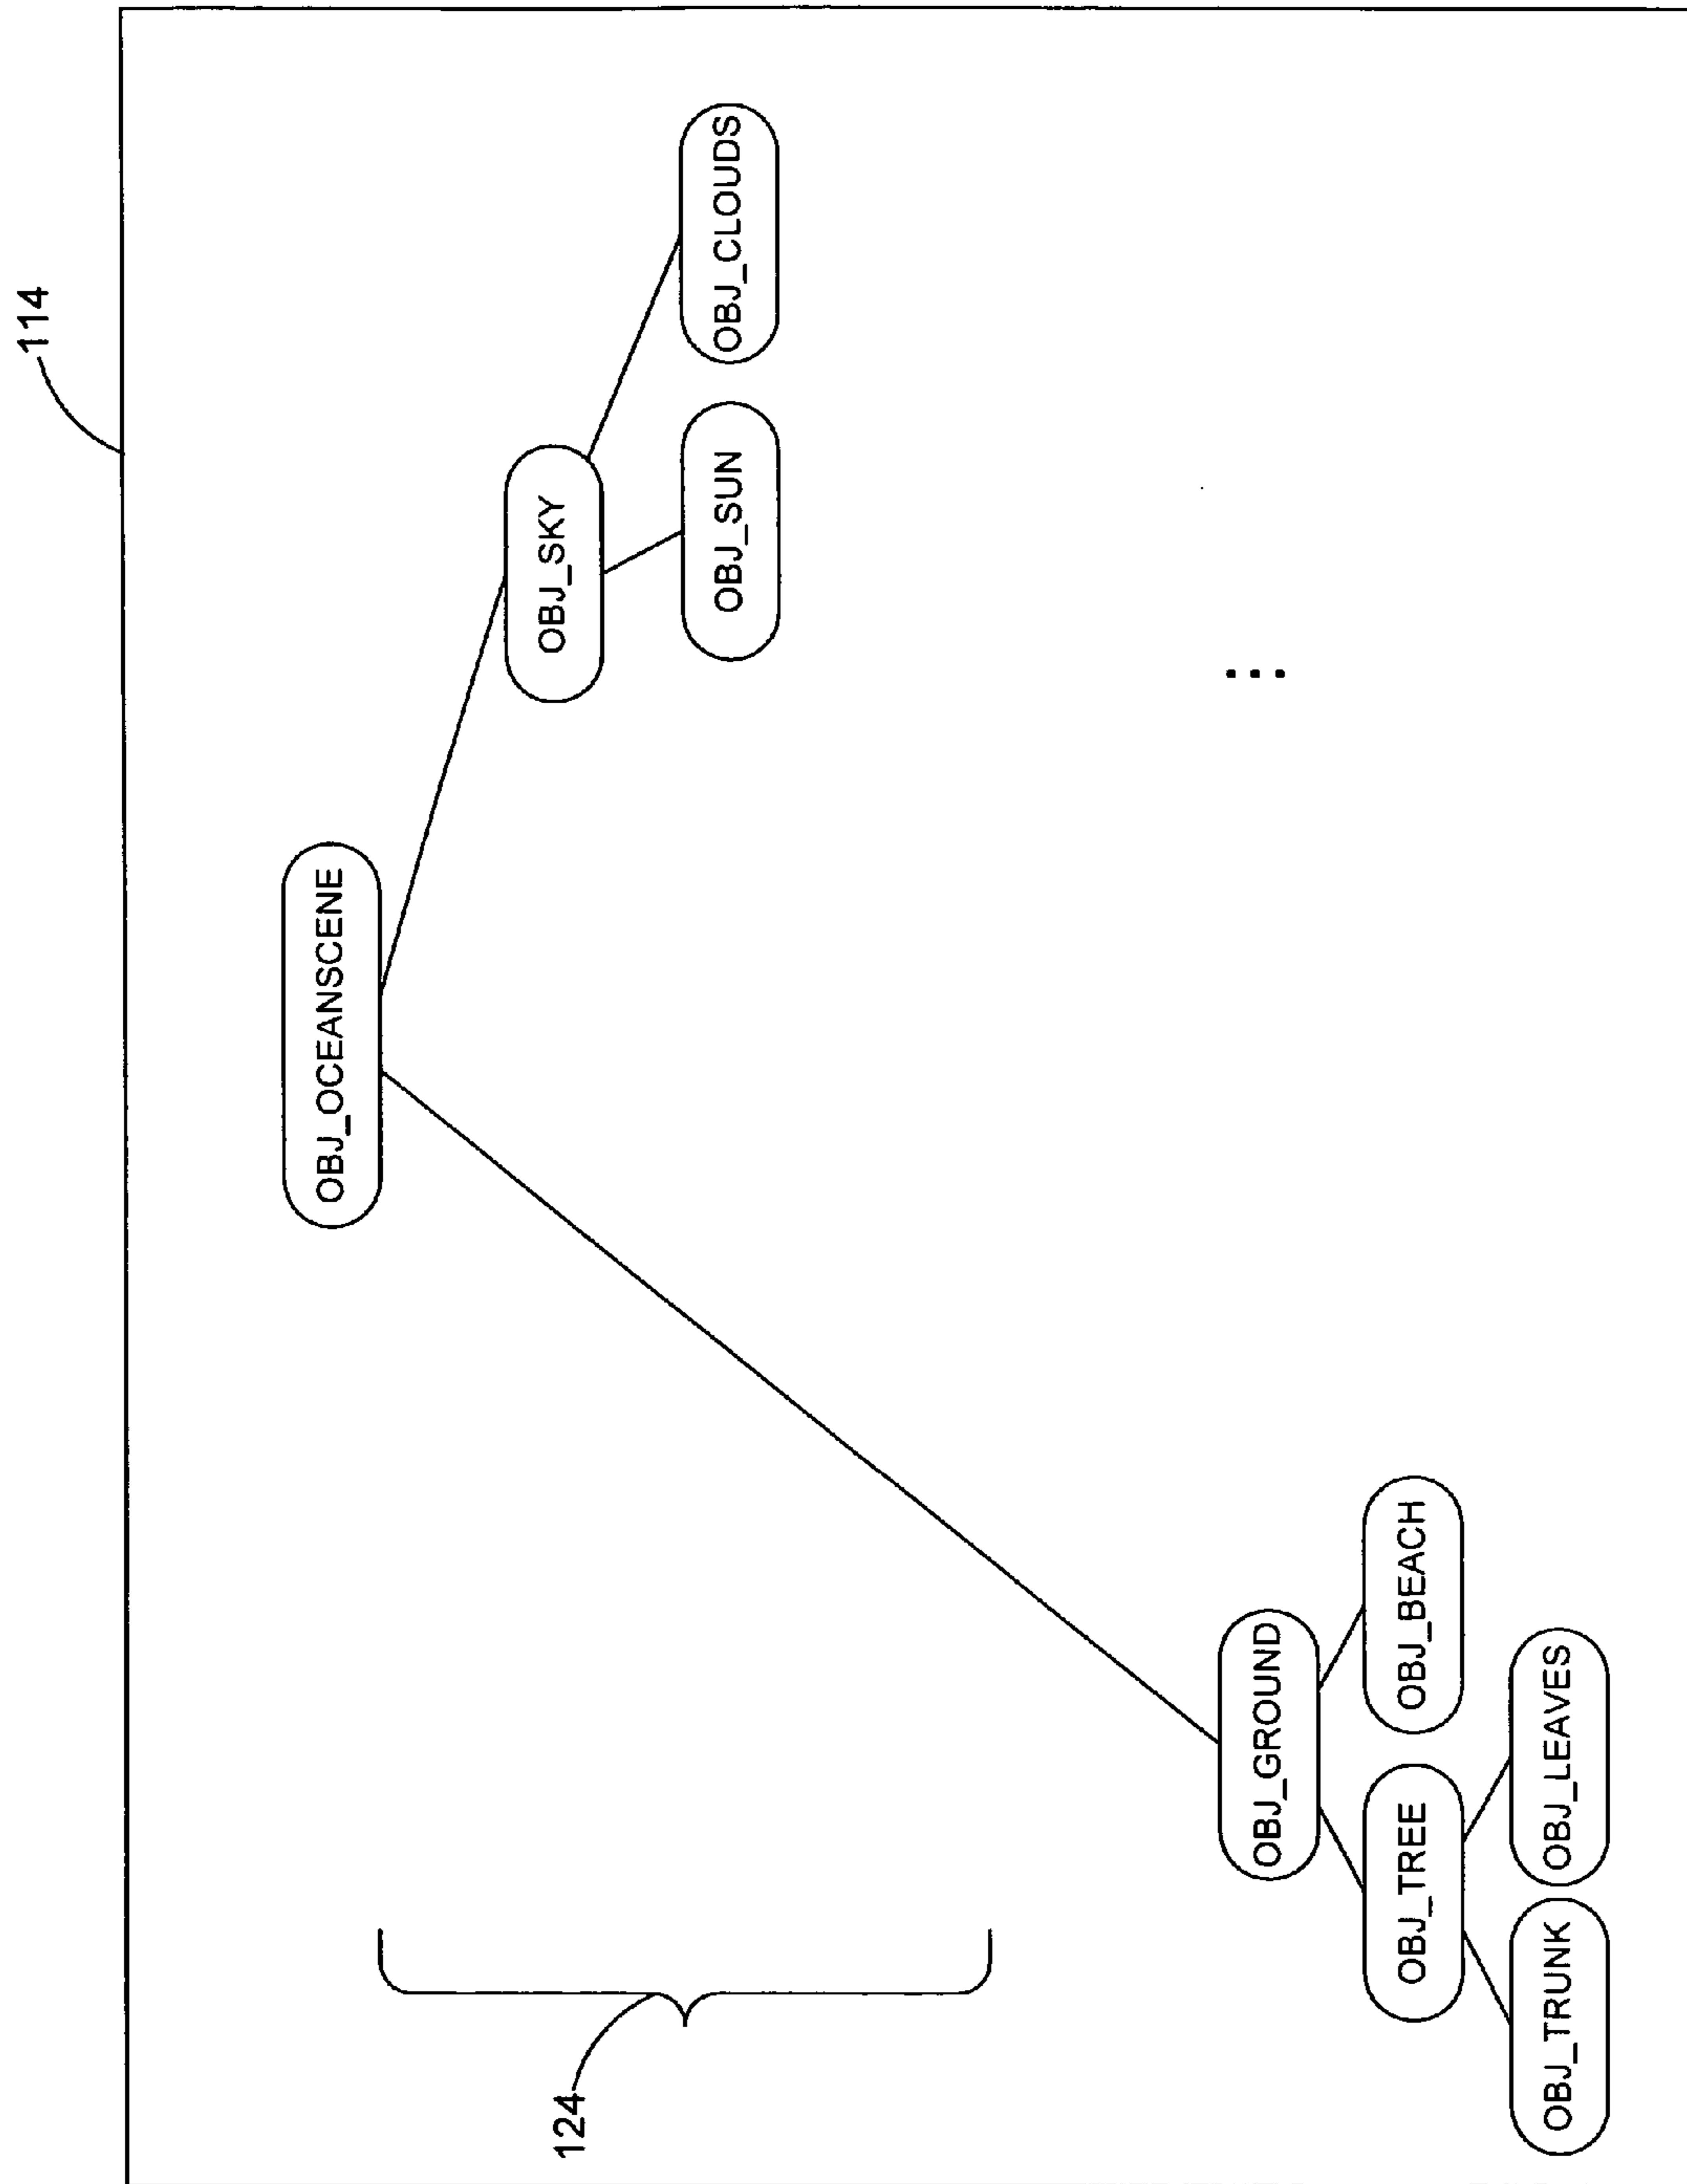 114
OBJ_OCEANSCENE
124
OBJ_SKY
OBJ_SUN
OBJ_CLOUDS
...
OBJ_GROUND
OBJ_TREE
OBJ_BEACH
OBJ_TRUNK
OBJ_LEAVES